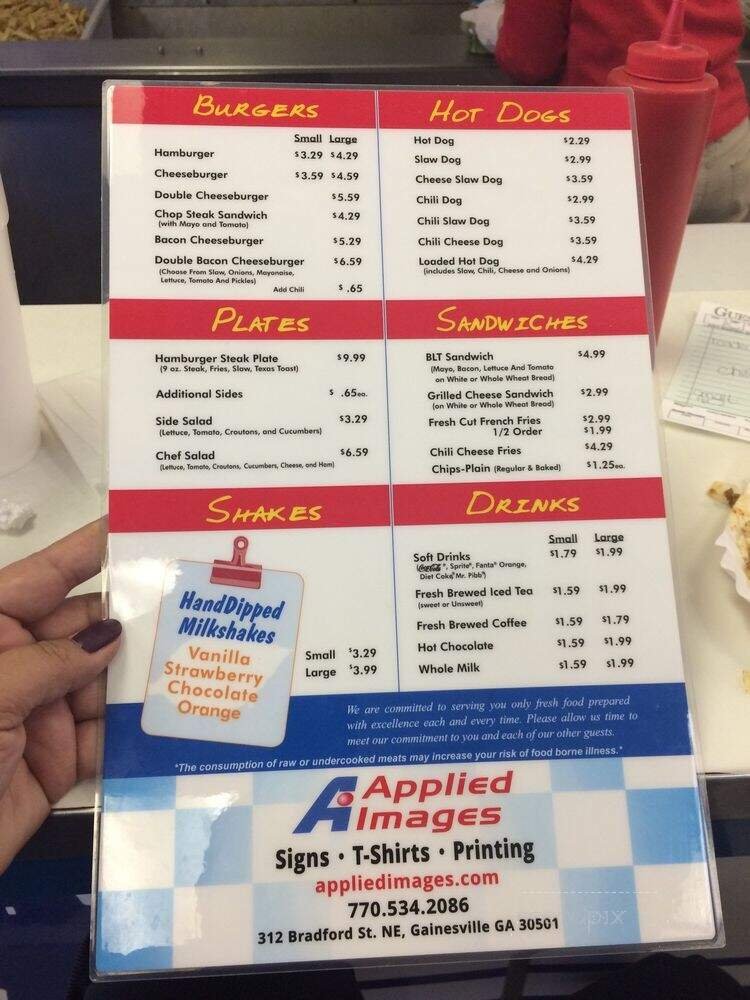 BURGERS
Small Large
Hamburger $3.29 $4.29
Cheeseburger $3.59 $4.59
Double Cheeseburger $5.59
Chop Steak Sandwich $4.29
(with Mayo and Tomato)
Bacon Cheeseburger $5.29
Double Bacon Cheeseburger $6.59
(Choose From Slaw, Onions, Mayonaise,
Lettuce, Tomato And Pickles)
Add Chili $ .65
HOT DOGS
Hot Dog $2.29
Slaw Dog $2.99
Cheese Slaw Dog $3.59
Chili Dog $2.99
Chili Slaw Dog $3.59
Chili Cheese Dog $3.59
Loaded Hot Dog $4.29
(includes Slaw, Chili, Cheese and Onions)
PLATES
Hamburger Steak Plate $9.99
(9 oz. Steak, Fries, Slaw, Texas Toast)
Additional Sides $ .65ea.
Side Salad $3.29
(Lettuce, Tomato, Croutons, and Cucumbers)
Chef Salad $6.59
(Lettuce, Tomato, Croutons, Cucumbers, Cheese, and Ham)
SANDWICHES
BLT Sandwich $4.99
(Mayo, Bacon, Lettuce And Tomato
on White or Whole Wheat Bread)
Grilled Cheese Sandwich $2.99
(on White or Whole Wheat Bread)
Fresh Cut French Fries $2.99
1/2 Order $1.99
Chili Cheese Fries $4.29
Chips-Plain (Regular & Baked) $1.25ea.
SHAKES
HandDipped
Milkshakes
Vanilla
Strawberry
Chocolate
Orange
Small $3.29
Large $3.99
DRINKS
Small Large
Soft Drinks $1.79 $1.99
Coca-Cola®, Sprite®, Fanta® Orange,
Diet Coke®, Mr. Pibb®)
Fresh Brewed Iced Tea $1.59 $1.99
(sweet or Unsweet)
Fresh Brewed Coffee $1.59 $1.79
Hot Chocolate $1.59 $1.99
Whole Milk $1.59 $1.99
We are committed to serving you only fresh food prepared
with excellence each and every time. Please allow us time to
meet our commitment to you and each of our other guests.
*The consumption of raw or undercooked meats may increase your risk of food borne illness.*
Applied
Images
Signs • T-Shirts • Printing
appliedimages.com
770.534.2086
312 Bradford St. NE, Gainesville GA 30501